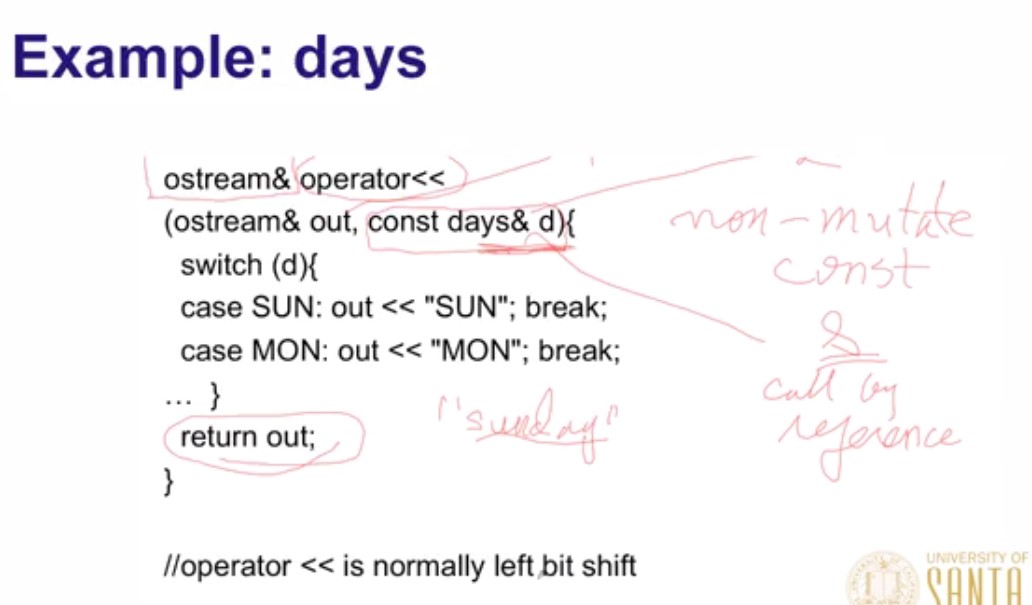 Example: days
ostream& operator<<
(ostream& out, const days& d){
switch (d){
case SUN: out << "SUN"; break;
case MON: out << "MON"; break;
... }
return out;
}
//operator << is normally left bit shift
non-mutate
const
&
call by
reference
"sunday"
UNIVERSITY OF
SANTA